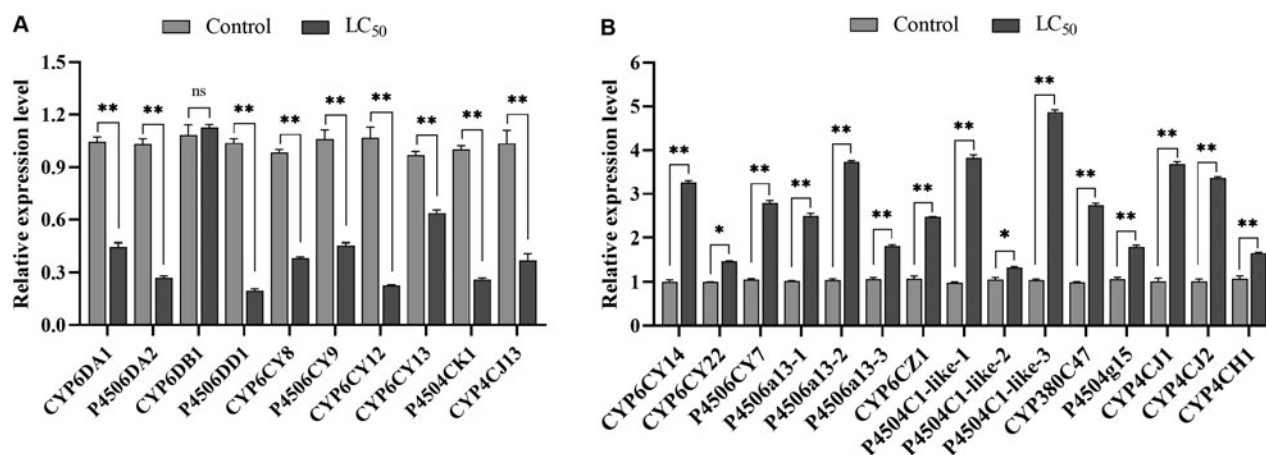 A
Control
LC50
Relative expression level
1.5
1.2
0.9
0.6
0.3
0.0
**
**
ns
**
**
**
**
**
**
**
CYP6DA1
P4506DA2
CYP6DB1
P4506DD1
CYP6CY8
P4506CY9
CYP6CY12
CYP6CY13
P4504CK1
CYP4CJ13
B
Control
LC50
Relative expression level
6
5
4
3
2
1
0
**
*
**
**
**
**
**
**
*
**
**
**
**
**
**
CYP6CY14
CYP6CY22
P4506CY7
P4506a13-1
P4506a13-2
P4506a13-3
CYP6CZ1
P4504C1-like-1
P4504C1-like-2
P4504C1-like-3
CYP380C47
P4504g15
CYP4CJ1
CYP4CJ2
CYP4CH1